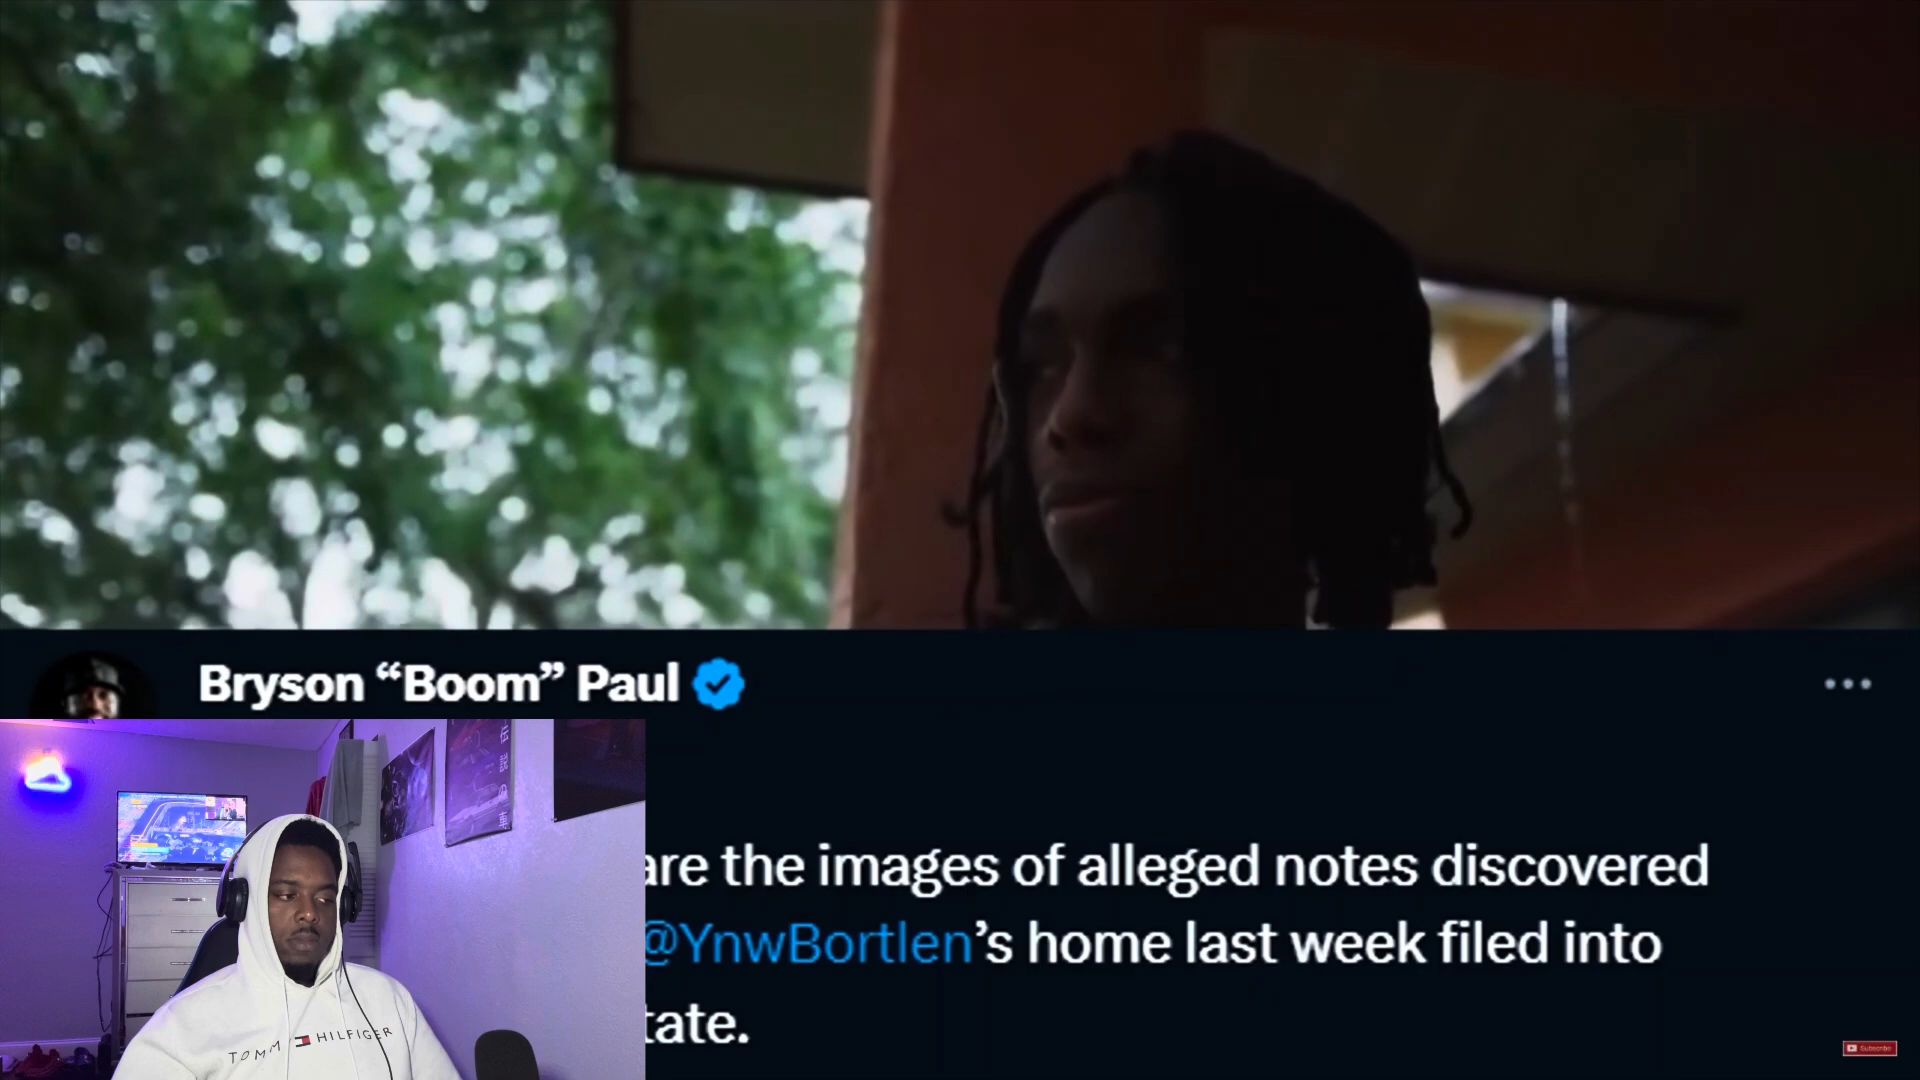 Bryson “Boom” Paul
are the images of alleged notes discovered
@YnwBortlen’s home last week filed into
tate.
TOMMY HILFIGER
Subscribe